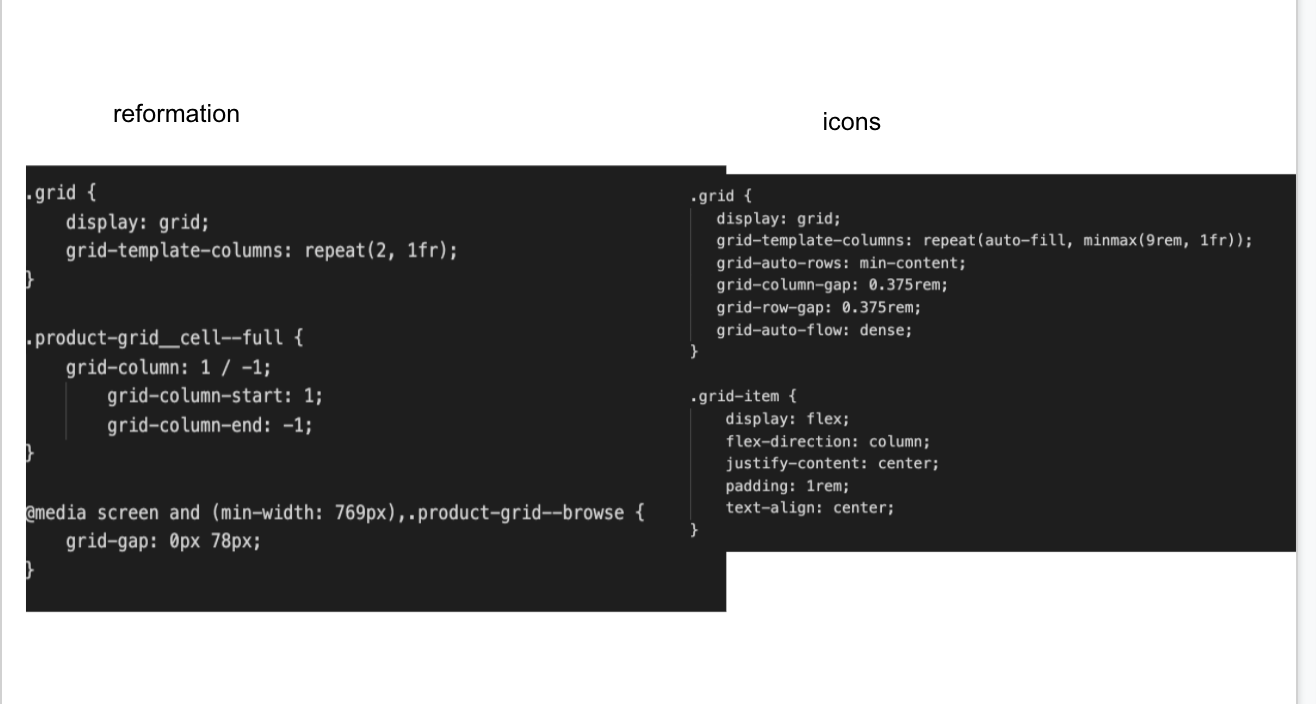 reformation
.grid {
    display: grid;
    grid-template-columns: repeat(2, 1fr);
}
.product-grid__cell--full {
    grid-column: 1 / -1;
        grid-column-start: 1;
        grid-column-end: -1;
}
@media screen and (min-width: 769px),.product-grid--browse {
    grid-gap: 0px 78px;
}
icons
.grid {
    display: grid;
    grid-template-columns: repeat(auto-fill, minmax(9rem, 1fr));
    grid-auto-rows: min-content;
    grid-column-gap: 0.375rem;
    grid-row-gap: 0.375rem;
    grid-auto-flow: dense;
}
.grid-item {
    display: flex;
    flex-direction: column;
    justify-content: center;
    padding: 1rem;
    text-align: center;
}